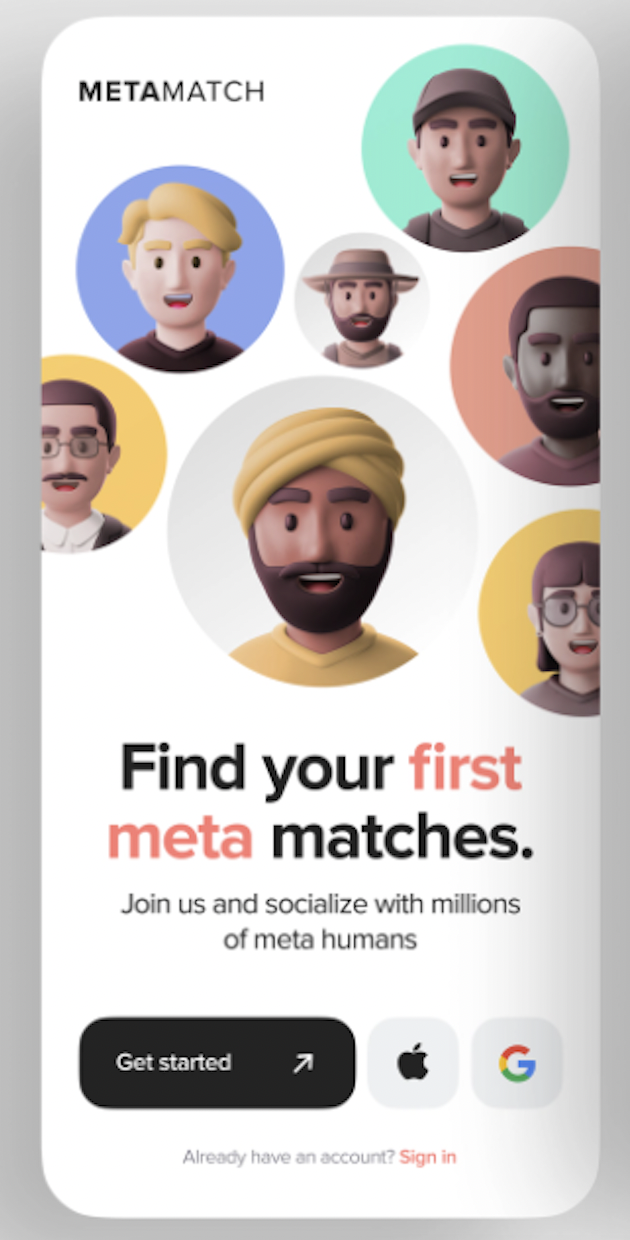 METAMATCH
Find your first
meta matches.
Join us and socialize with millions
of meta humans
Get started
Already have an account? Sign in